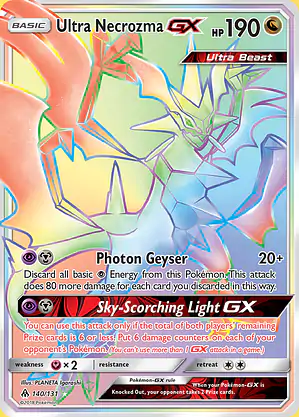 BASIC Ultra Necrozma GX HP 190
Ultra Beast
Photon Geyser 20+
Discard all basic Energy from this Pokémon. This attack
does 80 more damage for each card you discarded in this way.
Sky-Scorching Light GX
You can use this attack only if the total of both players' remaining
Prize cards is 6 or less. Put 6 damage counters on each of your
opponent's Pokémon. (You can't use more than 1 GX attack in a game.)
weakness ×2 resistance retreat
Illus. PLANETA Igarashi
140/131
©2018 Pokémon
Pokémon-GX rule
When your Pokémon-GX is
Knocked Out, your opponent takes 2 Prize cards.